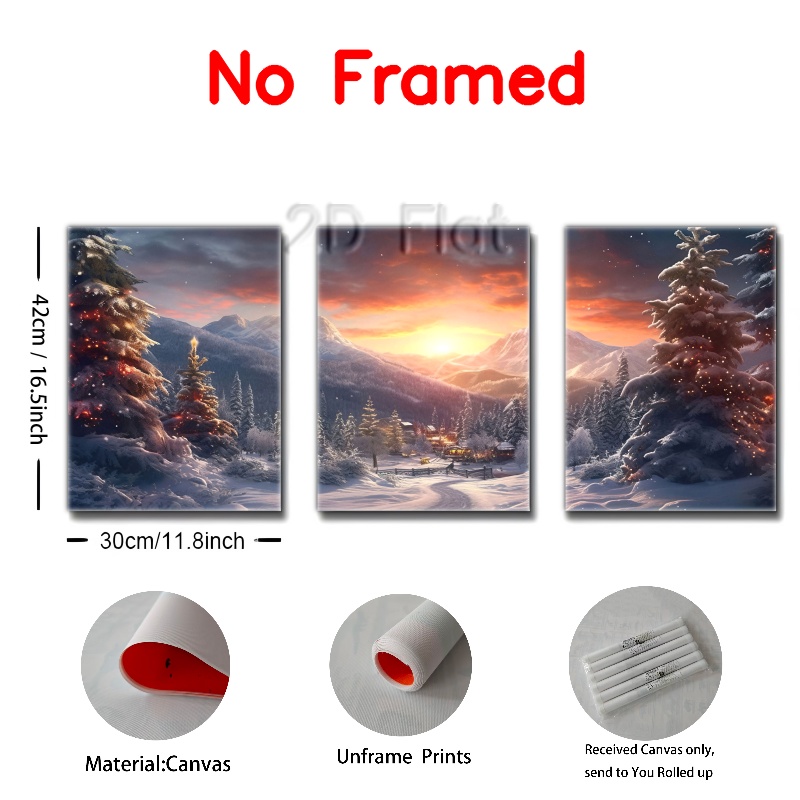 No Framed
2D Flat
42cm / 16.5inch
30cm/11.8inch
Material:Canvas
Unframe Prints
Received Canvas only,
send to You Rolled up